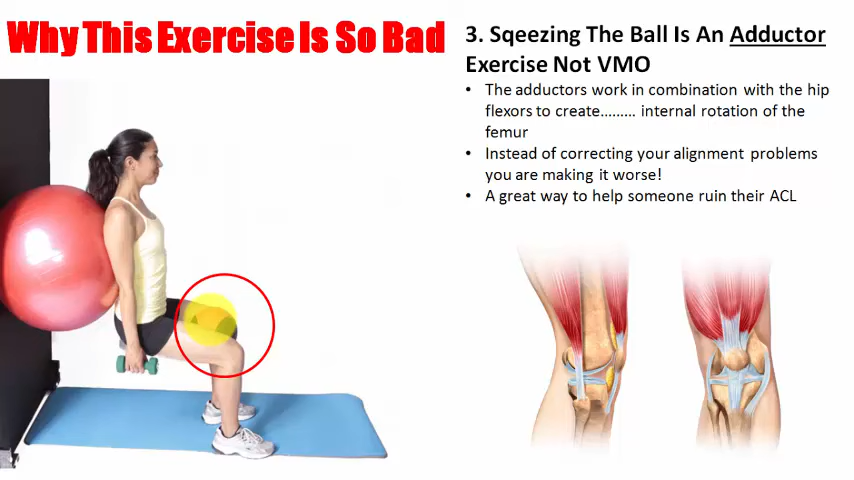 Why This Exercise Is So Bad
3. Sqeezing The Ball Is An Adductor
Exercise Not VMO
• The adductors work in combination with the hip
flexors to create......... internal rotation of the
femur
• Instead of correcting your alignment problems
you are making it worse!
• A great way to help someone ruin their ACL